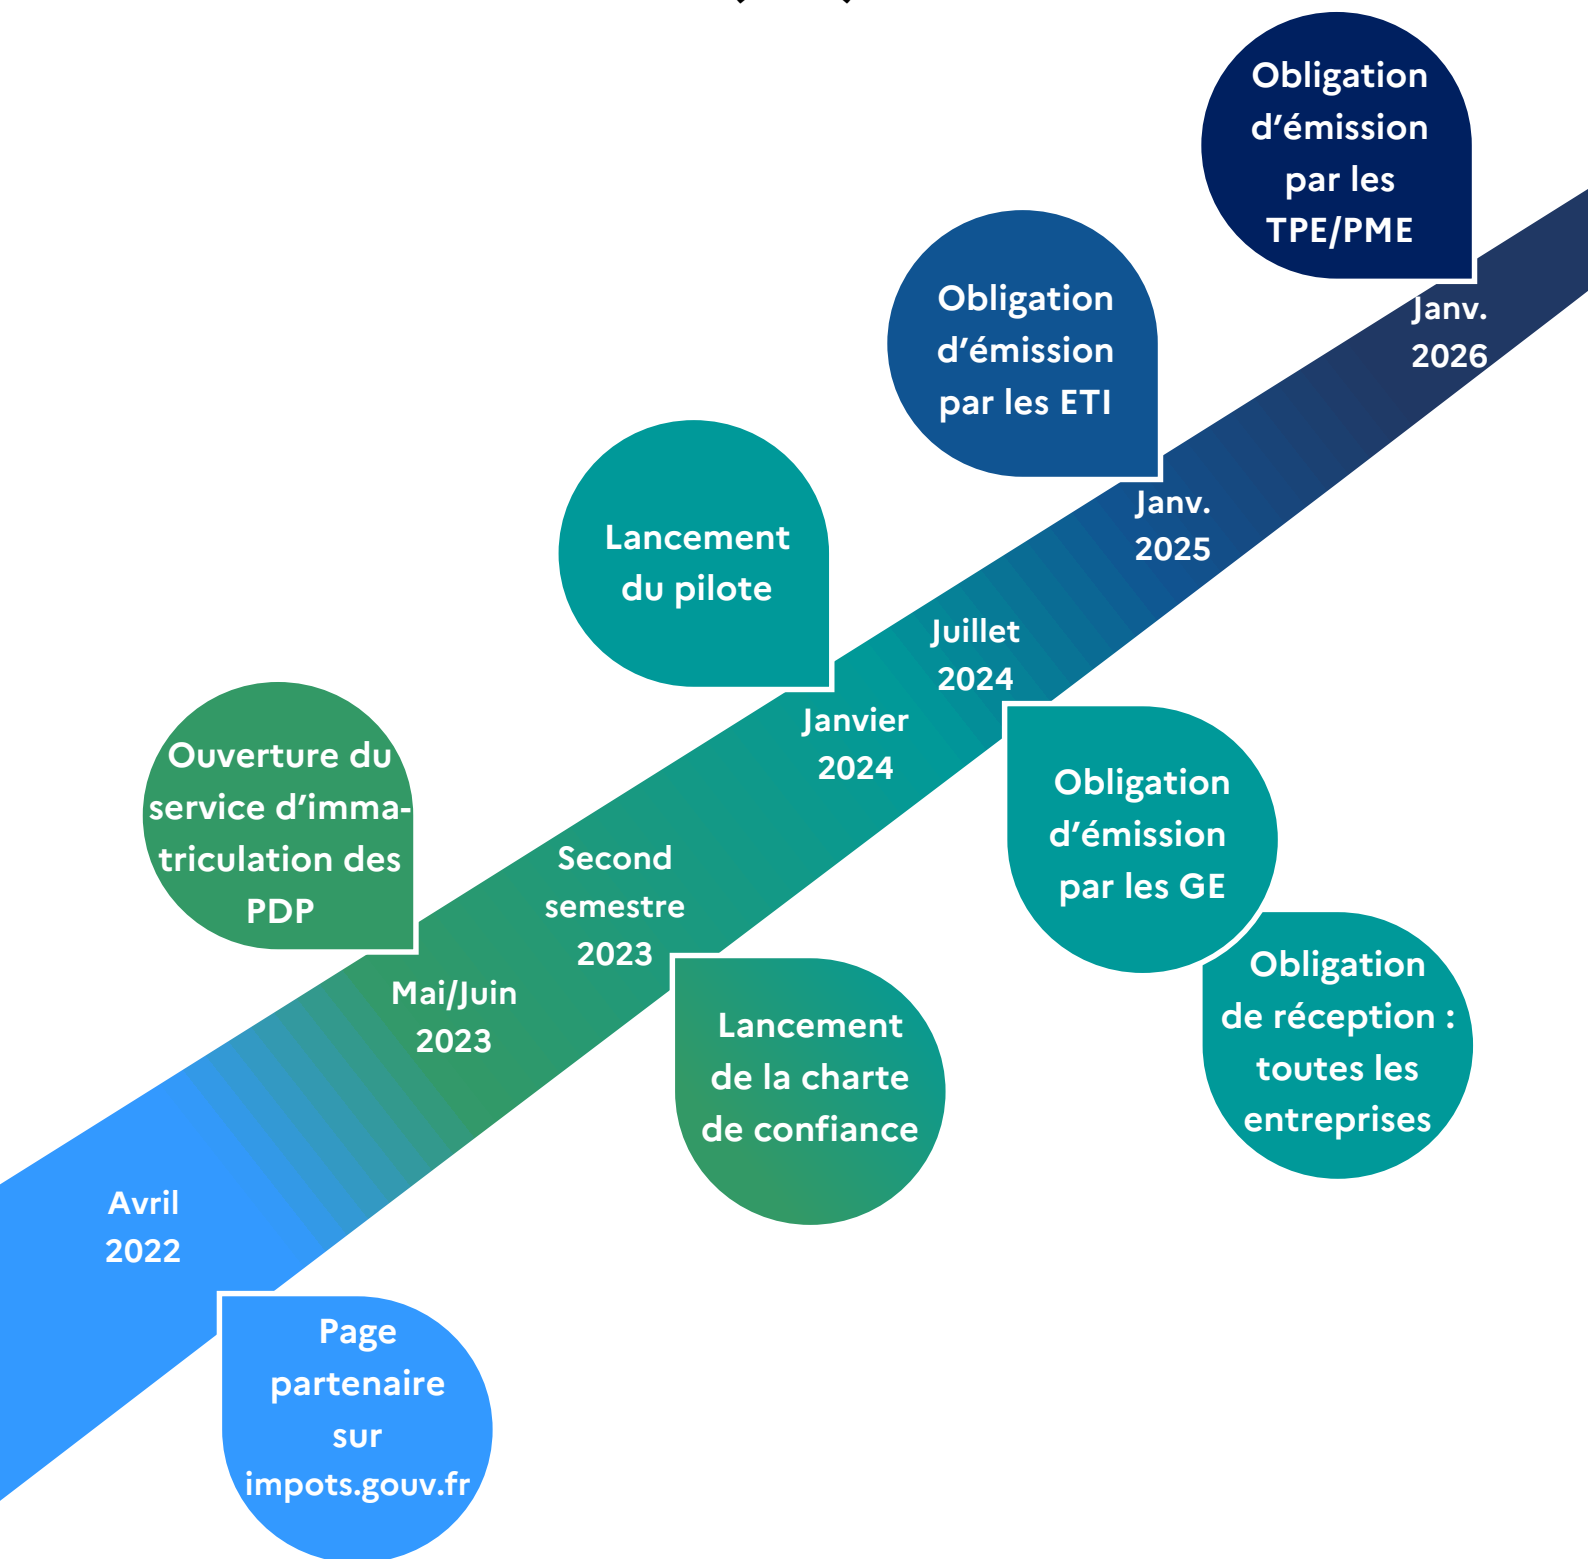 Obligation
d’émission
par les
TPE/PME
Janv.
2026
Obligation
d’émission
par les ETI
Janv.
2025
Lancement
du pilote
Janvier
2024
Juillet
2024
Obligation
d’émission
par les GE
Obligation
de réception :
toutes les
entreprises
Ouverture du
service d’imma-
triculation des
PDP
Mai/Juin
2023
Second
semestre
2023
Lancement
de la charte
de confiance
Avril
2022
Page
partenaire
sur
impots.gouv.fr